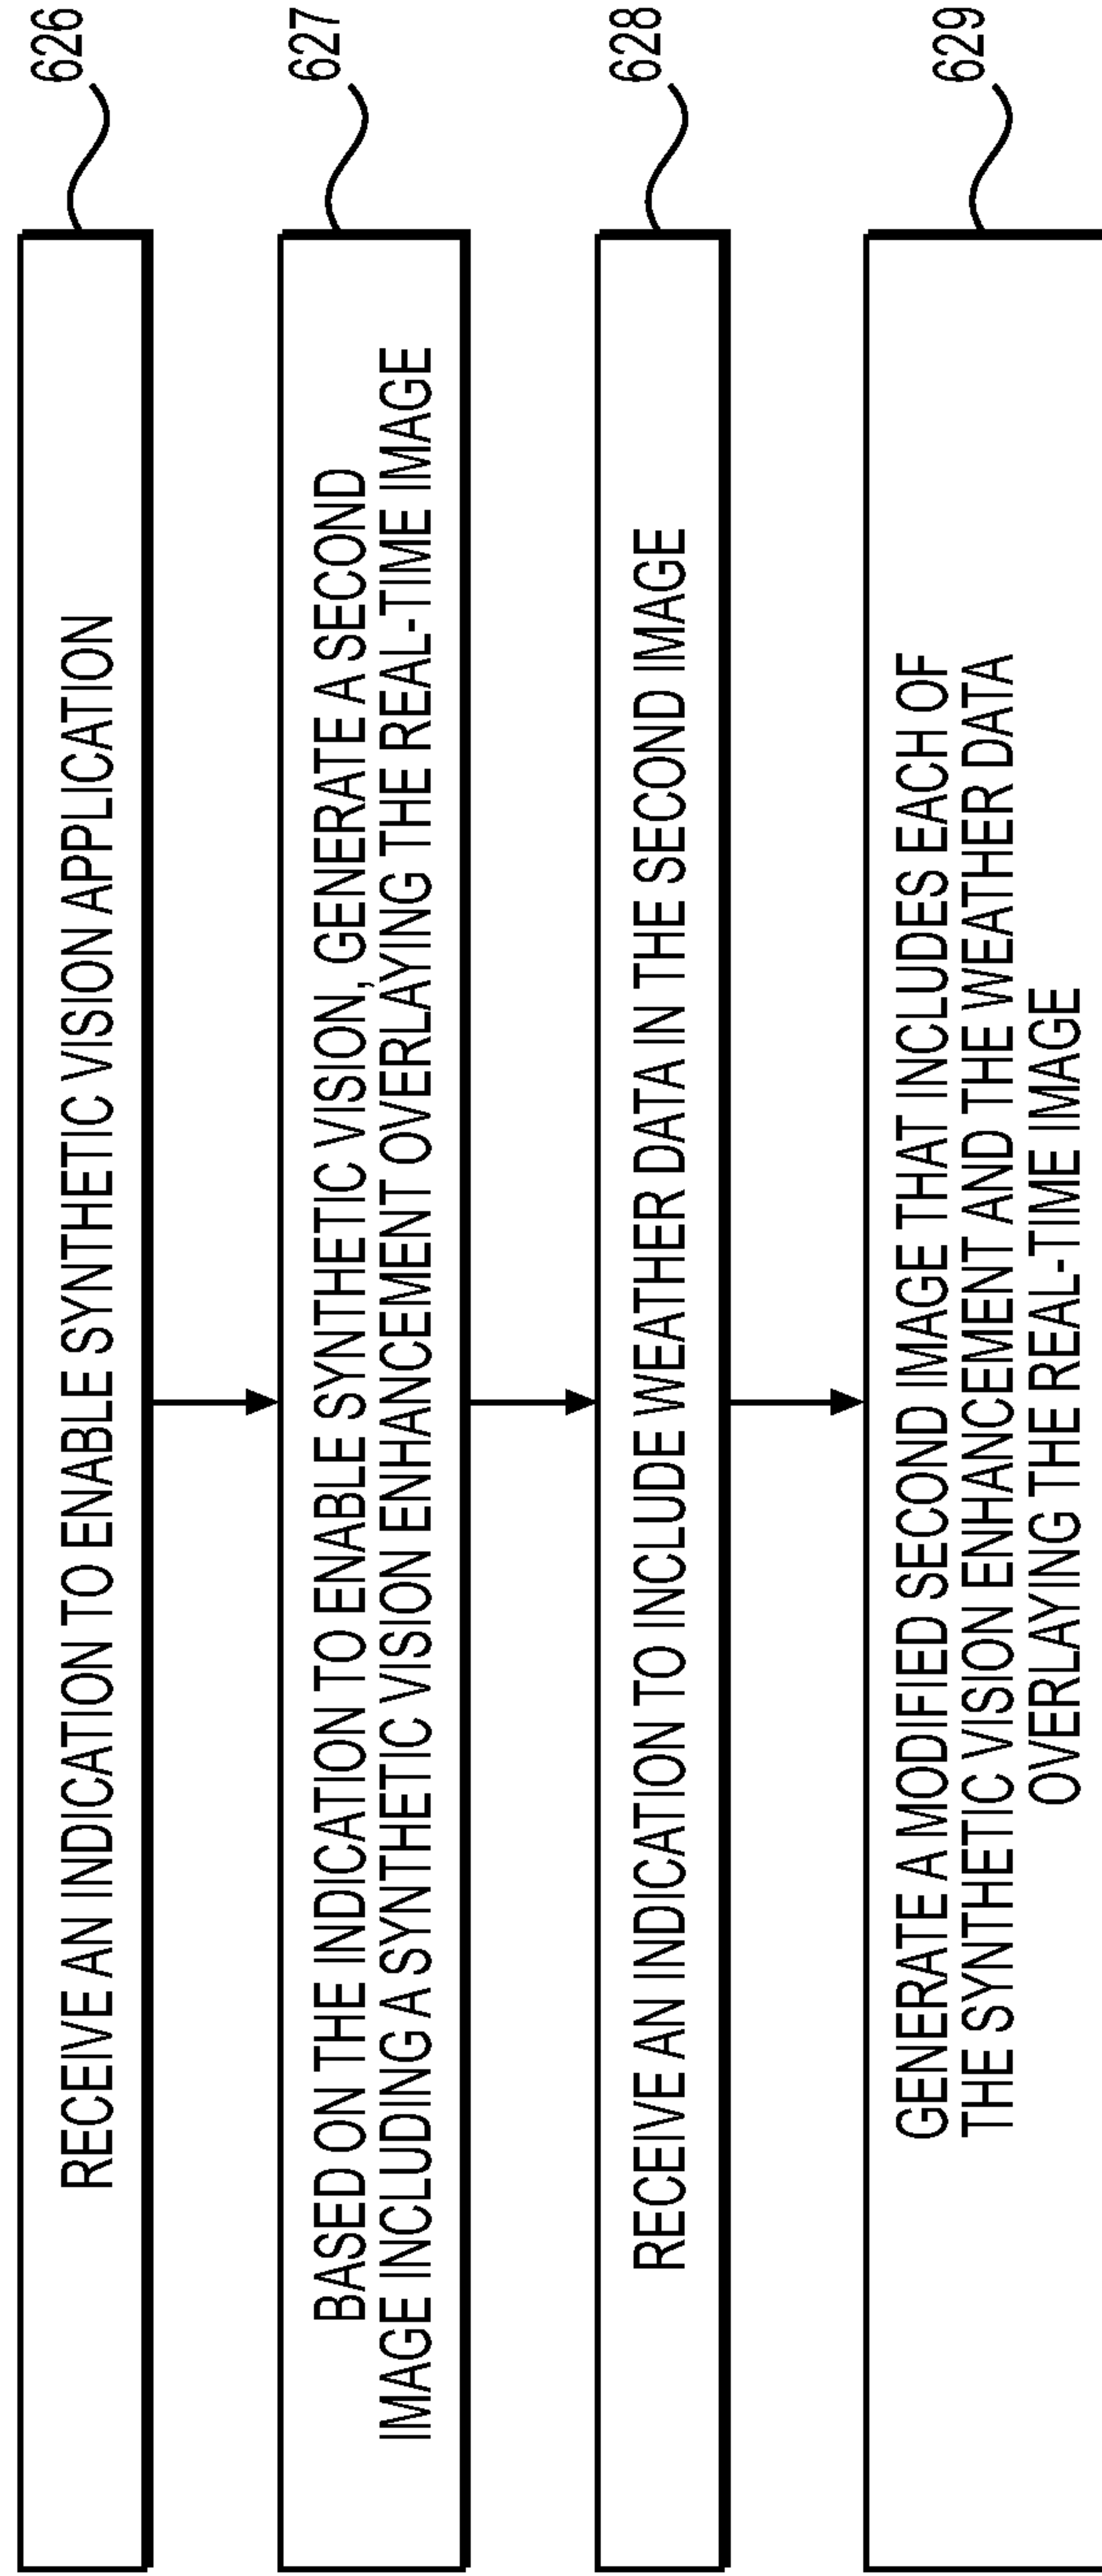 RECEIVE AN INDICATION TO ENABLE SYNTHETIC VISION APPLICATION
626
BASED ON THE INDICATION TO ENABLE SYNTHETIC VISION, GENERATE A SECOND
IMAGE INCLUDING A SYNTHETIC VISION ENHANCEMENT OVERLAYING THE REAL-TIME IMAGE
627
RECEIVE AN INDICATION TO INCLUDE WEATHER DATA IN THE SECOND IMAGE
628
GENERATE A MODIFIED SECOND IMAGE THAT INCLUDES EACH OF
THE SYNTHETIC VISION ENHANCEMENT AND THE WEATHER DATA
OVERLAYING THE REAL-TIME IMAGE
629